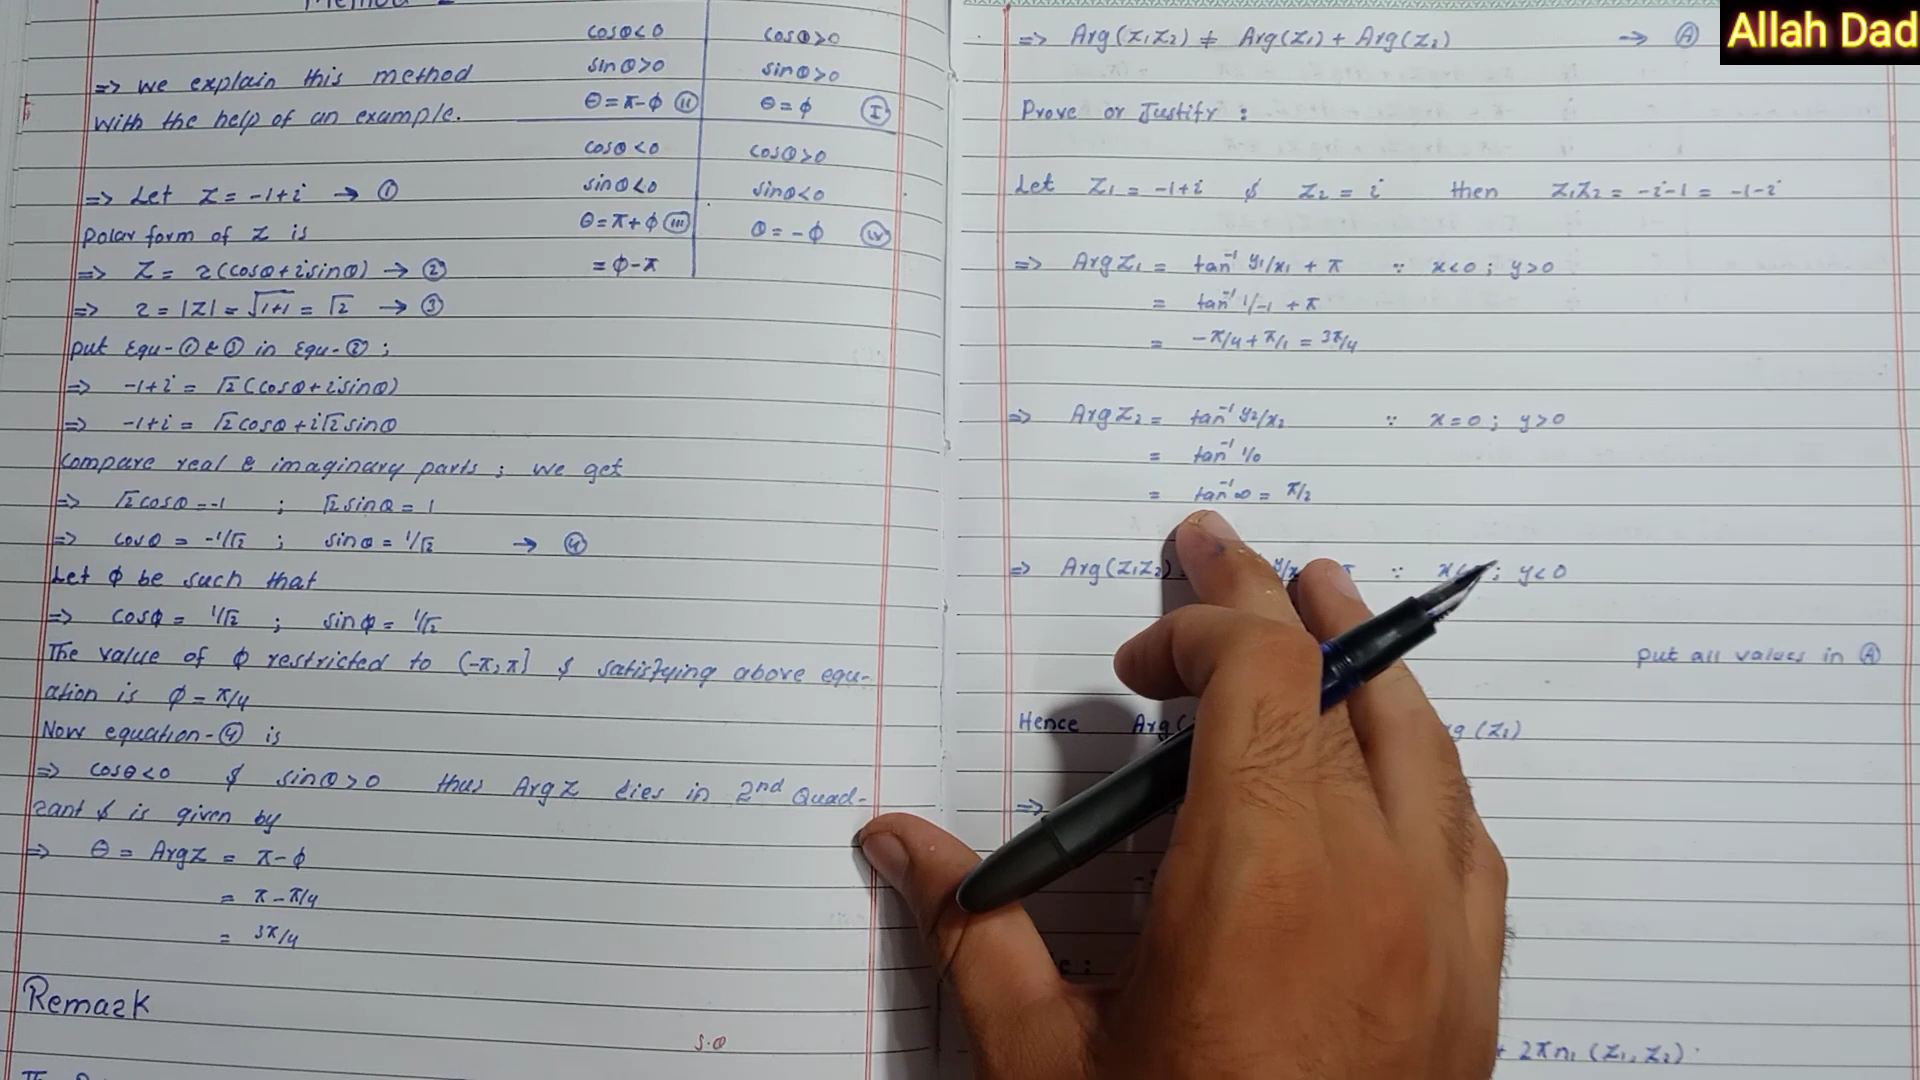 cosθ<0 cosθ>0
=> we explain this method sinθ>0 sinθ>0
with the help of an example. θ=π-ϕ (II) θ=ϕ (I)
cosθ<0 cosθ>0
=> Let Z = -1+i → ① sinθ<0 sinθ<0
Polar form of Z is θ=π+ϕ (III) θ=-ϕ (IV)
=> Z = r(cosθ+isinθ) → ② =ϕ-π
=> r = |Z| = √1+1 = √2 → ③
put Equ-① & ③ in Equ-②;
=> -1+i = √2(cosθ+isinθ)
=> -1+i = √2cosθ+i√2sinθ
Compare real & imaginary parts; we get
=> √2cosθ=-1 ; √2sinθ=1
=> cosθ = -1/√2 ; sinθ = 1/√2 → ④
Let ϕ be such that
=> cosϕ = 1/√2 ; sinϕ = 1/√2
The value of ϕ restricted to (-π,π] & satisfying above equ-
ation is ϕ=π/4
Now equation-④ is
=> cosθ<0 & sinθ>0 thus ArgZ lies in 2nd Quad-
rant & is given by
=> θ = ArgZ = π-ϕ
= π-π/4
= 3π/4
Remark
S.Q
=> Arg(Z1Z2) ≠ Arg(Z1) + Arg(Z2) → Ⓐ
Allah Dad
Prove or Justify :
Let Z1 = -1+i & Z2 = i then Z1Z2 = -i-1 = -1-i
=> ArgZ1 = tan⁻¹ y1/x1 + π ∵ x<0 ; y>0
= tan⁻¹ 1/-1 + π
= -π/4 + π/1 = 3π/4
=> ArgZ2 = tan⁻¹ y2/x2 ∵ x=0 ; y>0
= tan⁻¹ 1/0
= tan⁻¹ ∞ = π/2
=> Arg(Z1Z2) y/x ∵ ; y<0
put all values in Ⓐ
Hence Arg( (Z2)
=>
2πn1(Z1,Z2).